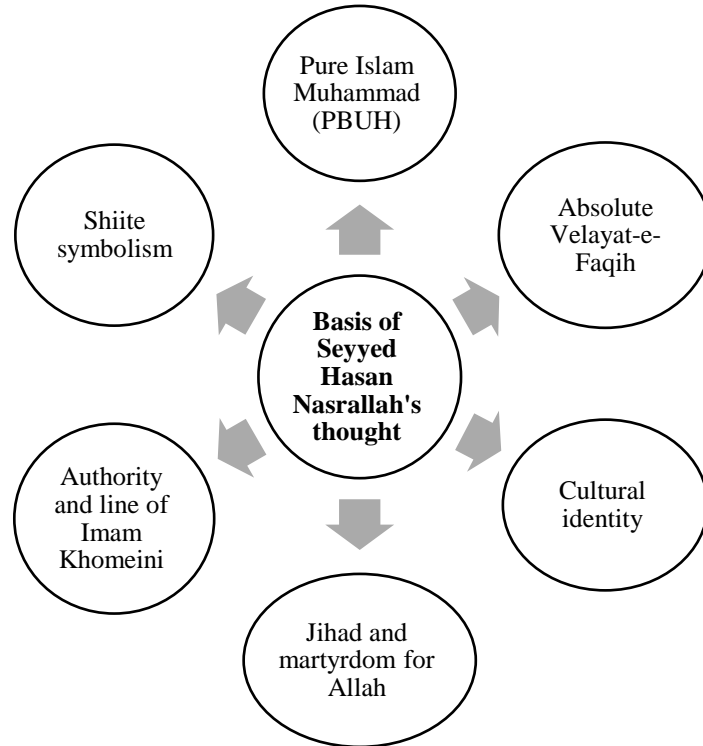 Pure Islam
Muhammad
(PBUH)
Absolute
Velayat-e-
Faqih
Cultural
identity
Jihad and
martyrdom for
Allah
Authority
and line of
Imam
Khomeini
Shiite
symbolism
Basis of
Seyyed
Hasan
Nasrallah's
thought